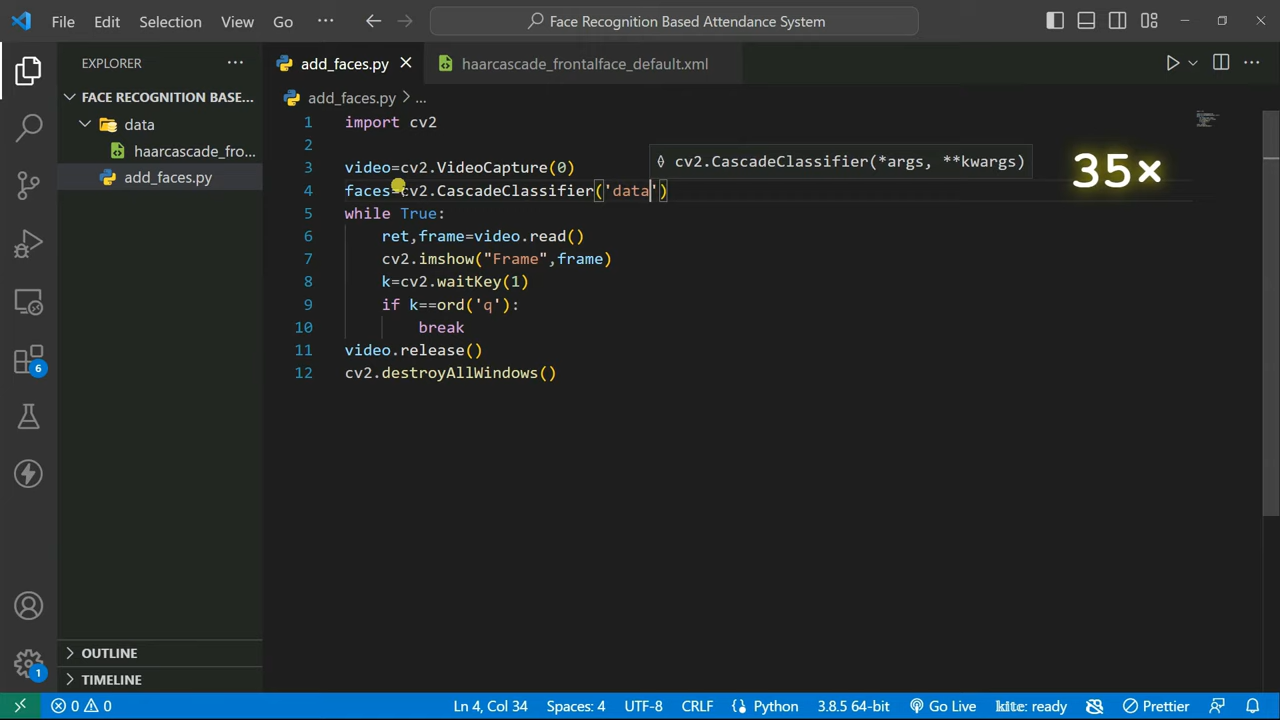 File Edit Selection View Go ··· Face Recognition Based Attendance System
EXPLORER ···
FACE RECOGNITION BASE...
data
haarcascade_fro...
add_faces.py
OUTLINE
TIMELINE
6
1
add_faces.py haarcascade_frontalface_default.xml
add_faces.py > ...
1 import cv2
2
3 video=cv2.VideoCapture(0)
cv2.CascadeClassifier(*args, **kwargs)
35×
4 faces=cv2.CascadeClassifier('data')
5 while True:
6 ret,frame=video.read()
7 cv2.imshow("Frame",frame)
8 k=cv2.waitKey(1)
9 if k==ord('q'):
10 break
11 video.release()
12 cv2.destroyAllWindows()
0 0 Ln 4, Col 34 Spaces: 4 UTF-8 CRLF Python 3.8.5 64-bit Go Live kite: ready Prettier